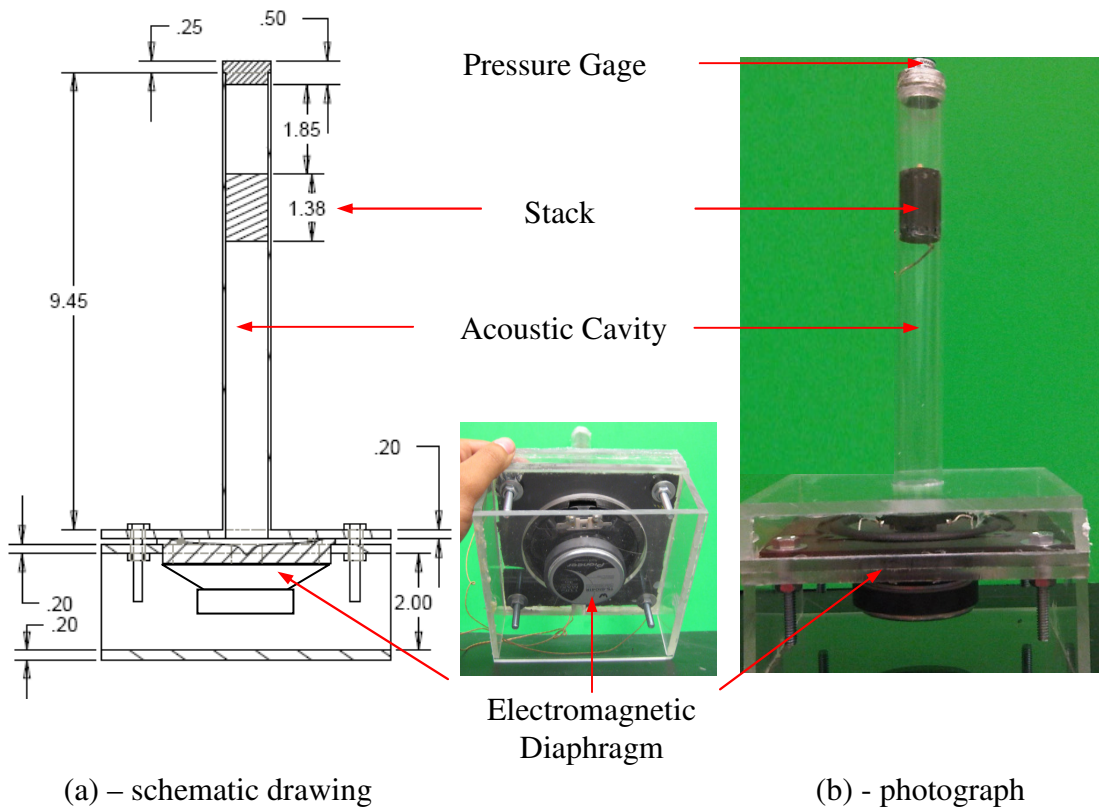 .25
.50
Pressure Gage
1.85
1.38
Stack
9.45
Acoustic Cavity
.20
.20
.20
2.00
Electromagnetic
Diaphragm
(a) – schematic drawing
(b) - photograph